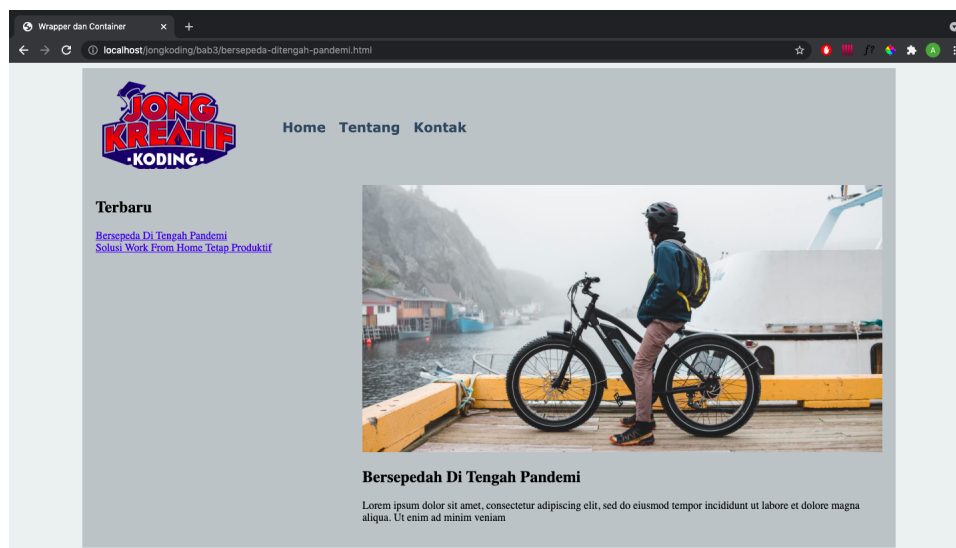 Wrapper dan Container
localhost/jongkoding/bab3/bersepeda-ditengah-pandemi.html
f?
A
JONG
KREATIF
·KODING·
Home Tentang Kontak
Terbaru
Bersepeda Di Tengah Pandemi
Solusi Work From Home Tetap Produktif
Bersepedah Di Tengah Pandemi
Lorem ipsum dolor sit amet, consectetur adipiscing elit, sed do eiusmod tempor incididunt ut labore et dolore magna
aliqua. Ut enim ad minim veniam